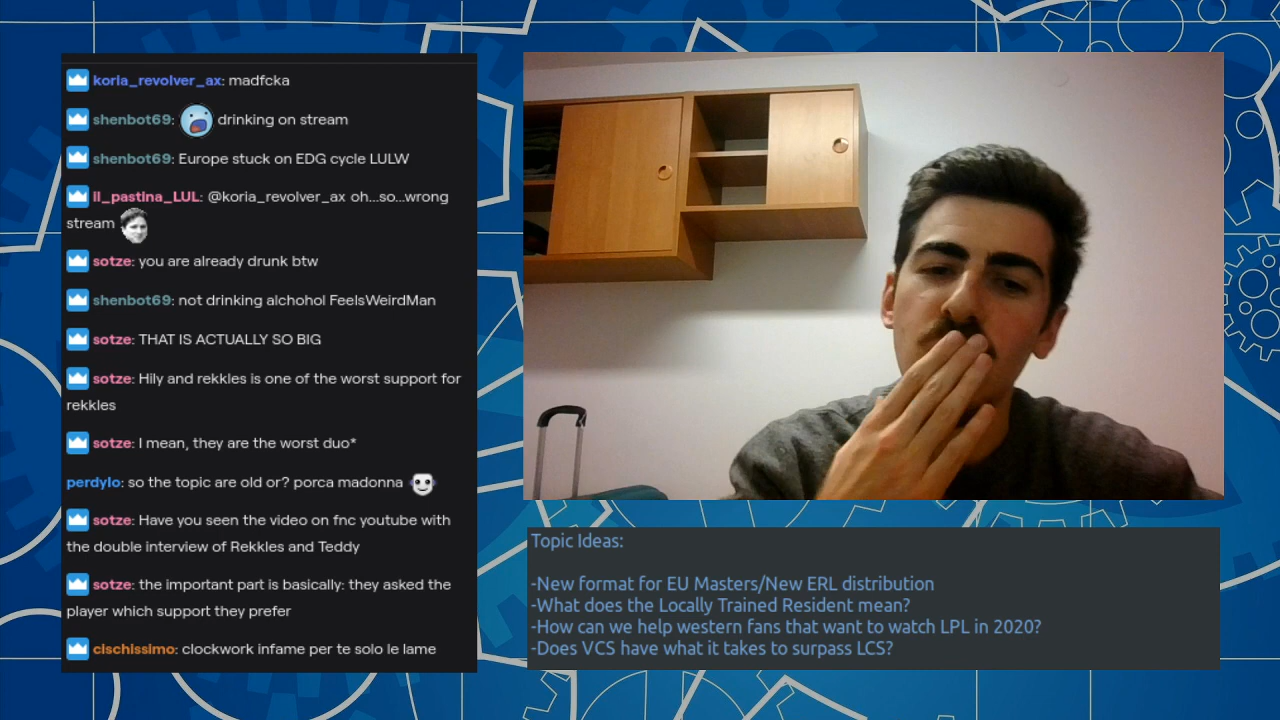 korla_revolver_ax: madfcka
shenbot69: drinking on stream
shenbot69: Europe stuck on EDG cycle LULW
il_pastina_LUL: @koria_revolver_ax oh...so...wrong
stream
sotze: you are already drunk btw
shenbot69: not drinking alchohol FeelsWeirdMan
sotze: THAT IS ACTUALLY SO BIG
sotze: Hily and rekkles is one of the worst support for
rekkles
sotze: I mean, they are the worst duo*
perdylo: so the topic are old or? porca madonna
sotze: Have you seen the video on fnc youtube with
the double interview of Rekkles and Teddy
sotze: the important part is basically: they asked the
player which support they prefer
cischissimo: clockwork infame per te solo le lame
Topic Ideas:
-New format for EU Masters/New ERL distribution
-What does the Locally Trained Resident mean?
-How can we help western fans that want to watch LPL in 2020?
-Does VCS have what it takes to surpass LCS?